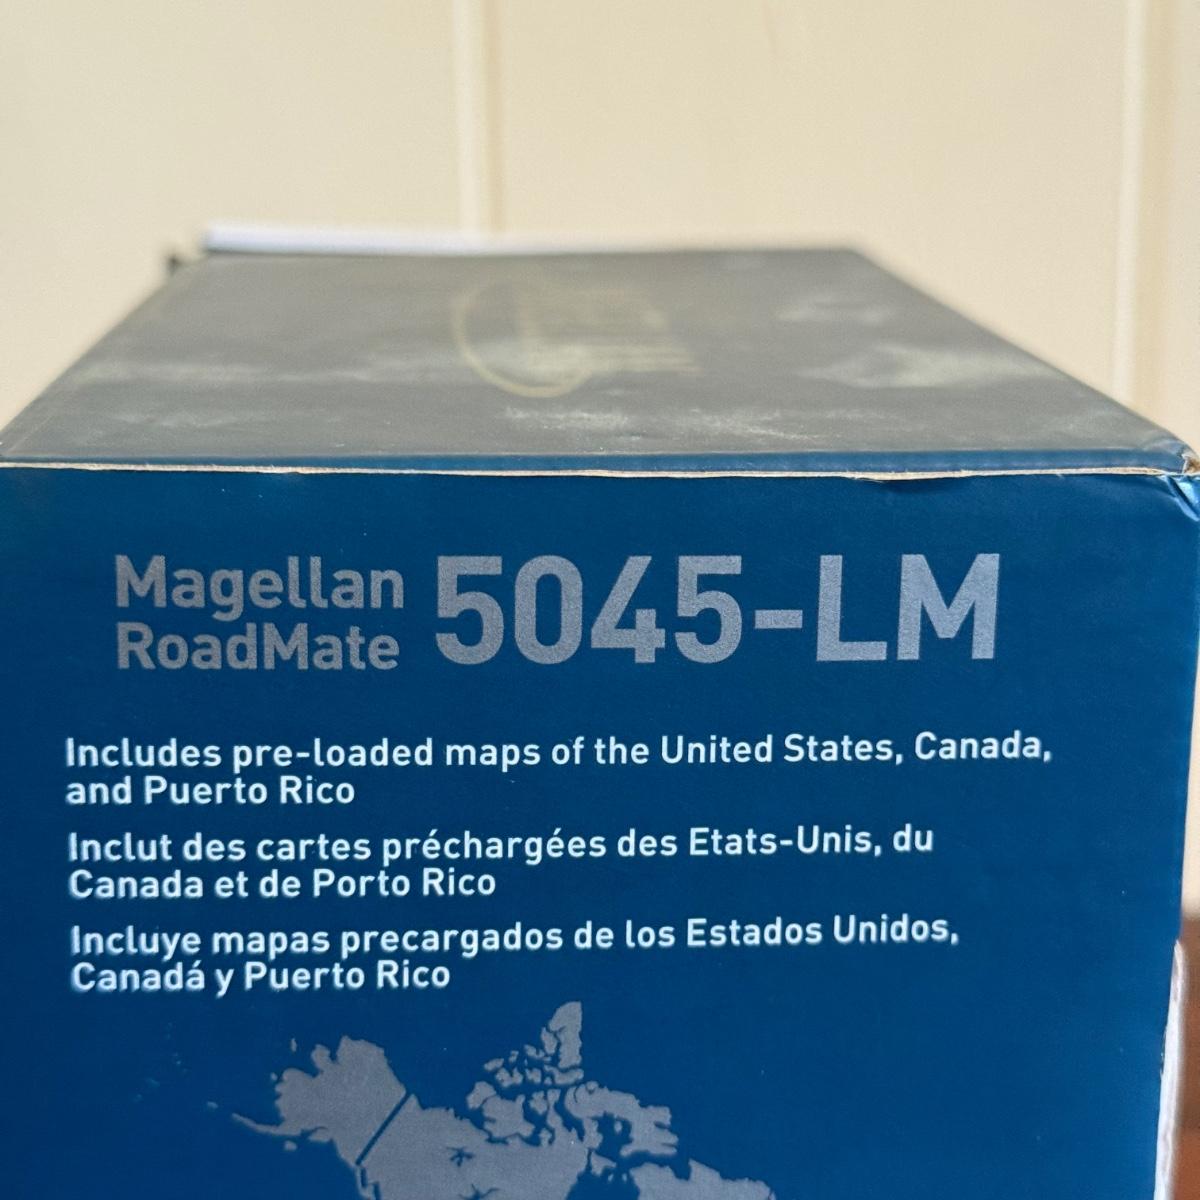 Magellan
RoadMate
5045-LM
Includes pre-loaded maps of the United States, Canada,
and Puerto Rico
Inclut des cartes préchargées des Etats-Unis, du
Canada et de Porto Rico
Incluye mapas precargados de los Estados Unidos,
Canadá y Puerto Rico